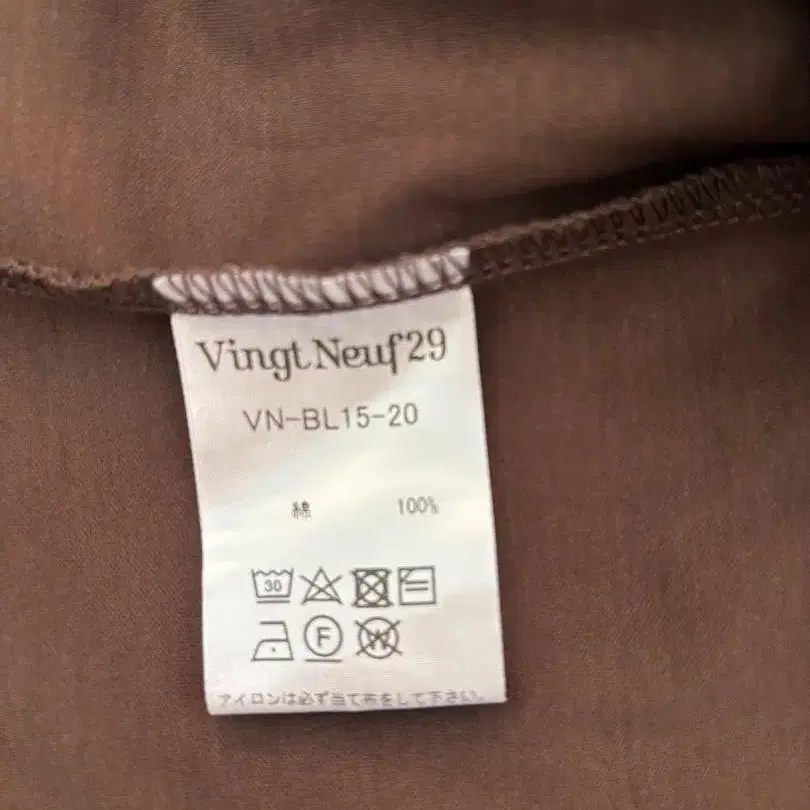 Vingt Neuf 29
VN-BL15-20
綿 100%
30
F
W
アイロンは必ず当て布をして下さい。